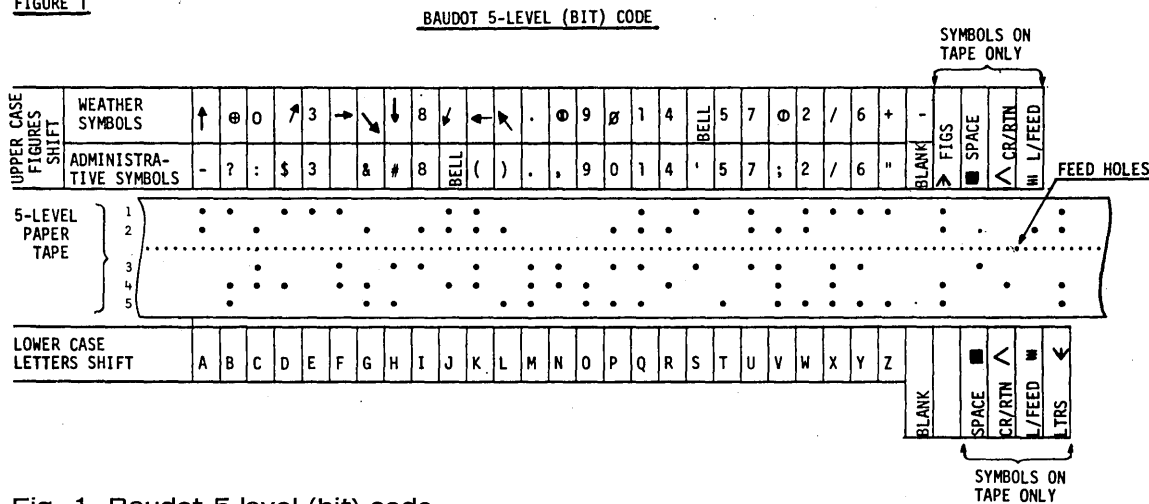 FIGURE 1
BAUDOT 5-LEVEL (BIT) CODE
SYMBOLS ON
TAPE ONLY
UPPER CASE
FIGURES
SHIFT
WEATHER
SYMBOLS
↑ ⊕ O ↗ 3 → ↘ ↓ 8 ↙ ← ↖ . ⦶ 9 Ø 1 4 BELL 5 7 ⦶ 2 / 6 + - FIGS SPACE < CR/RTN ≡ L/FEED
ADMINISTRA-
TIVE SYMBOLS
- ? : $ 3 & # 8 BELL ( ) . , 9 0 1 4 ' 5 7 ; 2 / 6 " BLANK
FEED HOLES
5-LEVEL
PAPER
TAPE
1
2
3
4
5
LOWER CASE
LETTERS SHIFT
A B C D E F G H I J K L M N O P Q R S T U V W X Y Z BLANK SPACE CR/RTN < L/FEED ≡ LTRS
SYMBOLS ON
TAPE ONLY
Fig. 1 Baudot 5 level (bit) code